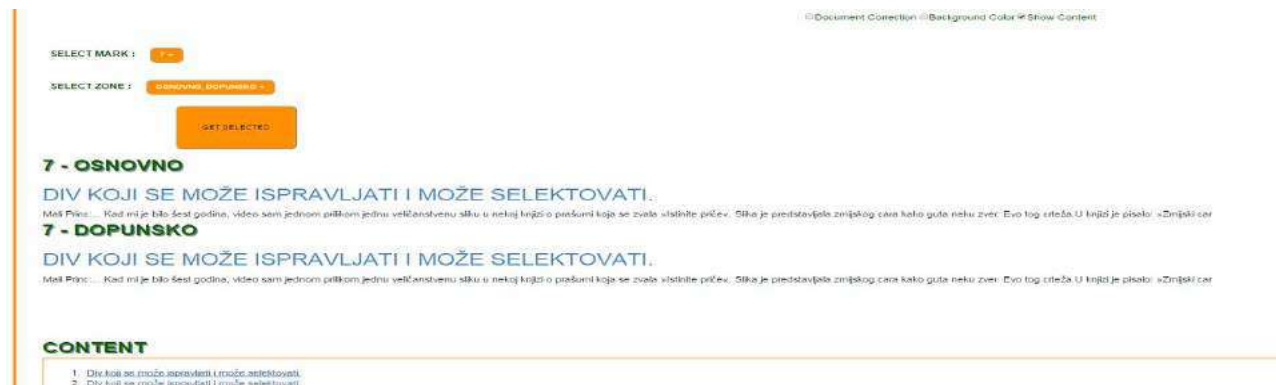 Document Correction Background Color Show Content
SELECT MARK : 7
SELECT ZONE : OSNOVNO, DOPUNSKO
GET SELECTED
7 - OSNOVNO
DIV KOJI SE MOŽE ISPRAVLJATI I MOŽE SELEKTOVATI.
Mali Princ... Kad mi je bilo šest godina, video sam jednom prilikom jednu veličanstvenu sliku u nekoj knjizi o prašumi koja se zvala »Istinite priče«. Slika je predstavljala zmijskog cara kako guta neku zver. Evo tog crteža.U knjizi je pisalo: »Zmijski car
7 - DOPUNSKO
DIV KOJI SE MOŽE ISPRAVLJATI I MOŽE SELEKTOVATI.
Mali Princ... Kad mi je bilo šest godina, video sam jednom prilikom jednu veličanstvenu sliku u nekoj knjizi o prašumi koja se zvala »Istinite priče«. Slika je predstavljala zmijskog cara kako guta neku zver. Evo tog crteža.U knjizi je pisalo: »Zmijski car
CONTENT
1. Div koji se može ispravljati i može selektovati.
2. Div koji se može ispravljati i može selektovati.